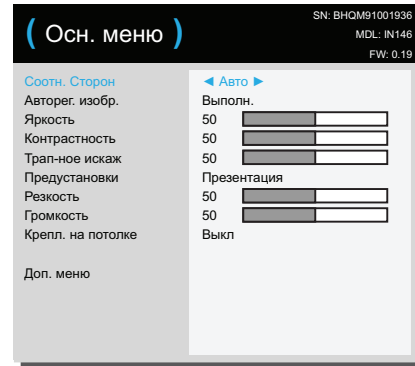 SN: BHQM91001936
( Осн. меню )
MDL: IN146
FW: 0.19
Соотн. Сторон ◄ Авто ►
Авторег. изобр. Выполн.
Яркость 50
Контрастность 50
Трап-ное искаж 50
Предустановки Презентация
Резкость 50
Громкость 50
Крепл. на потолке Выкл
Доп. меню